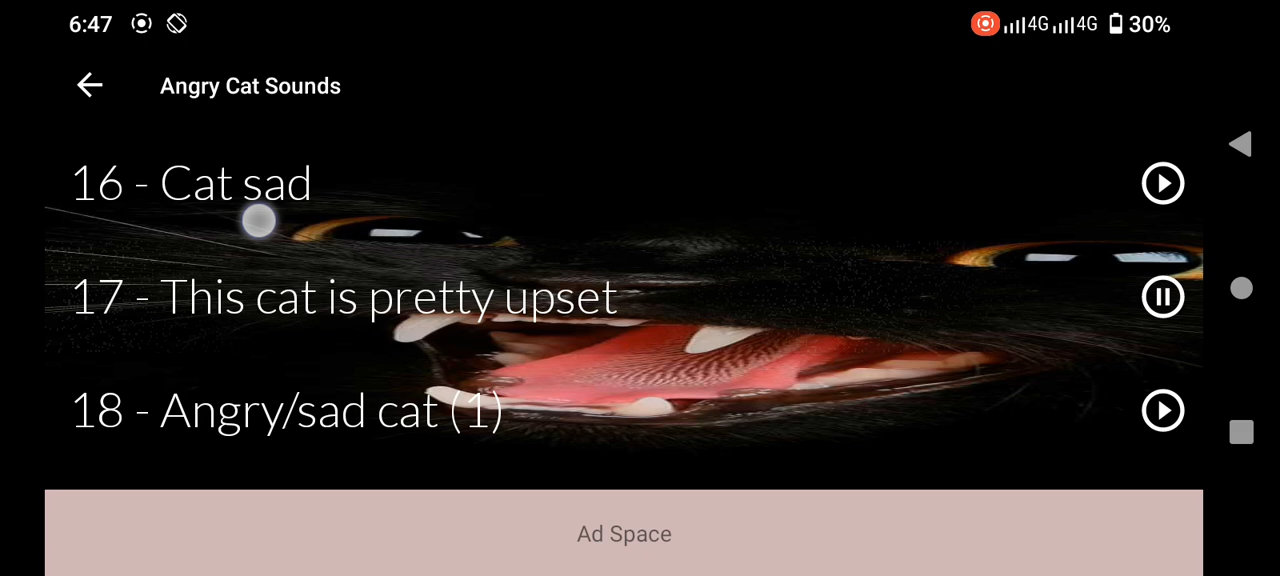 6:47 4G 4G 30%
Angry Cat Sounds
16 - Cat sad
17 - This cat is pretty upset
18 - Angry/sad cat (1)
Ad Space